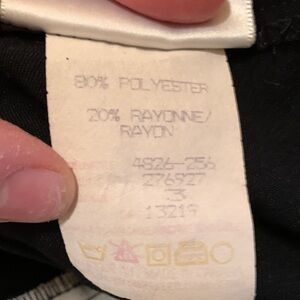 80% POLYESTER
20% RAYONNE/
RAYON
4826-256
276927
3
13219